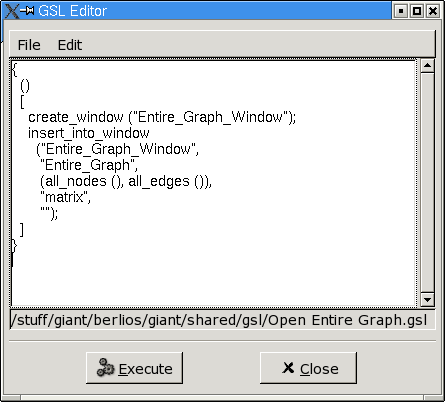 GSL Editor
File Edit
{
()
[
create_window ("Entire_Graph_Window");
insert_into_window
("Entire_Graph_Window",
"Entire_Graph",
(all_nodes (), all_edges ()),
"matrix",
"");
]
}
/stuff/giant/berlios/giant/shared/gsl/Open Entire Graph.gsl
Execute Close